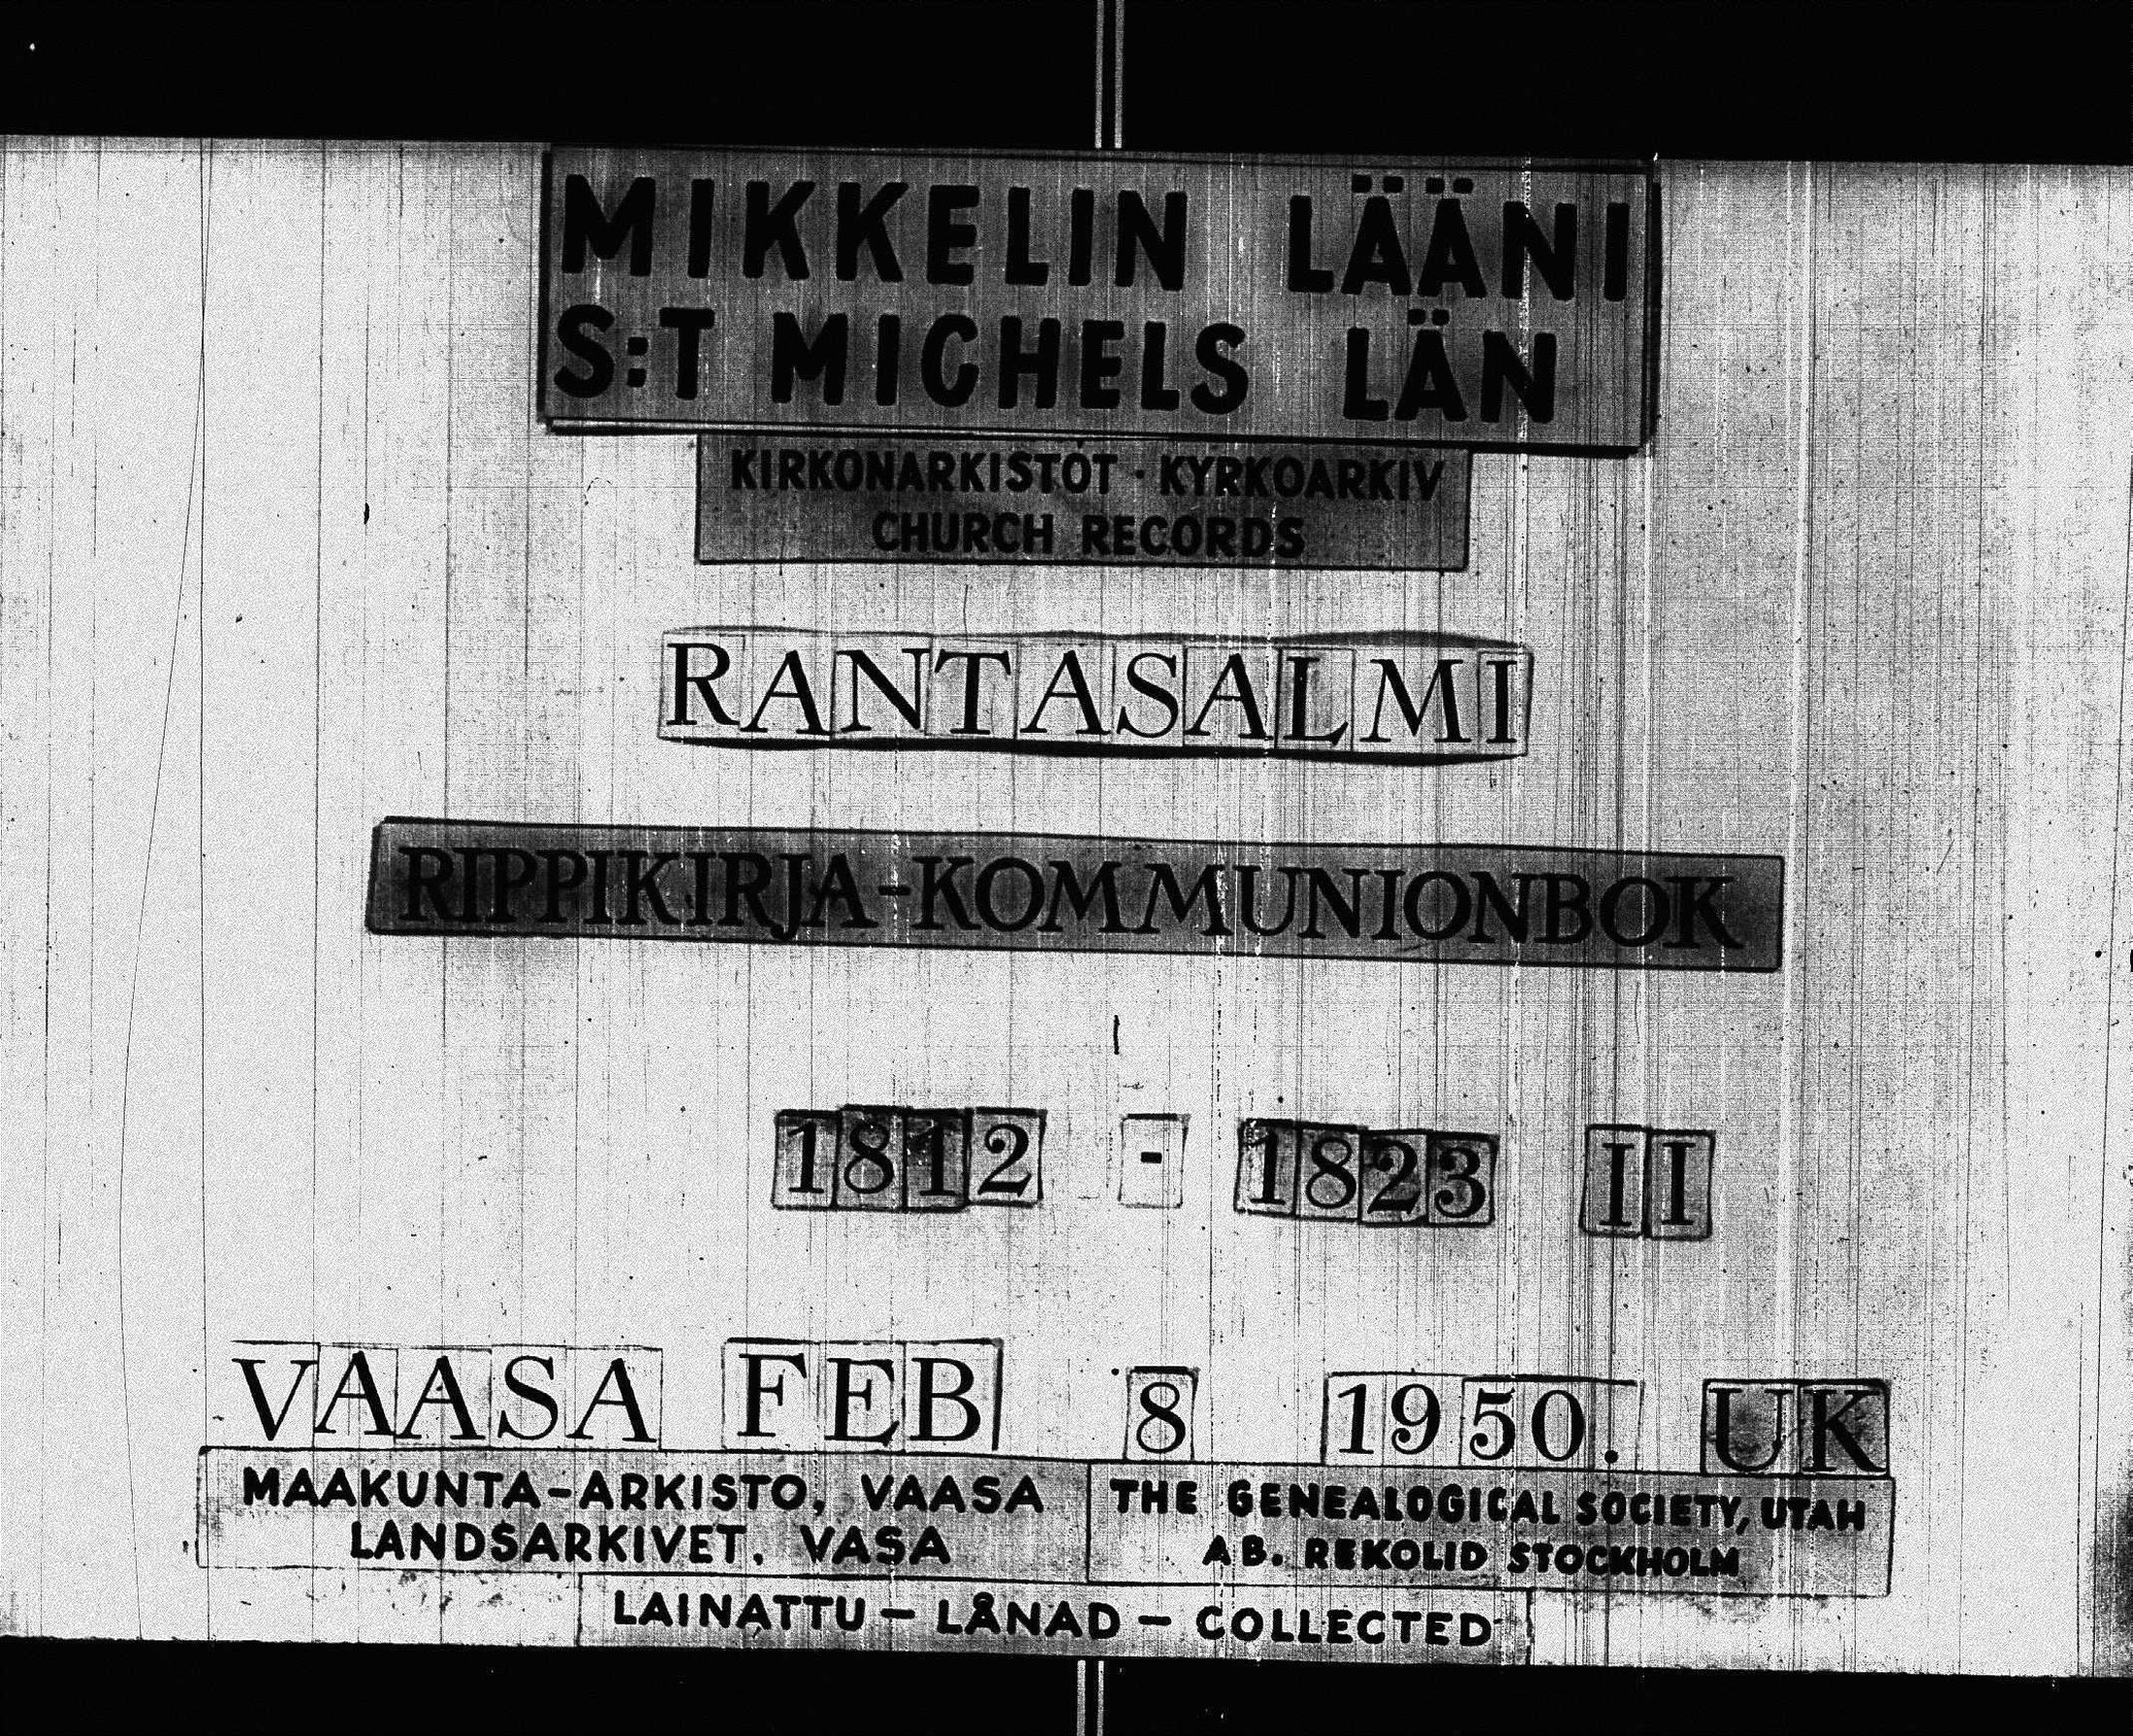 MIKKELIN LÄÄNI
S:T MICHELS LÄN
KIRKONARKISTOT · KYRKOARKIV
CHURCH RECORDS
RANTASALMI
RIPPIKIRJA-KOMMUNIONBOK
1812 - 1823 II
VAASA FEB 8 1950. UK
MAAKUNTA-ARKISTO, VAASA
LANDSARKIVET. VASA
THE GENEALOGICAL SOCIETY, UTAH
AB. REKOLID STOCKHOLM
LAINATTU – LÅNAD – COLLECTED